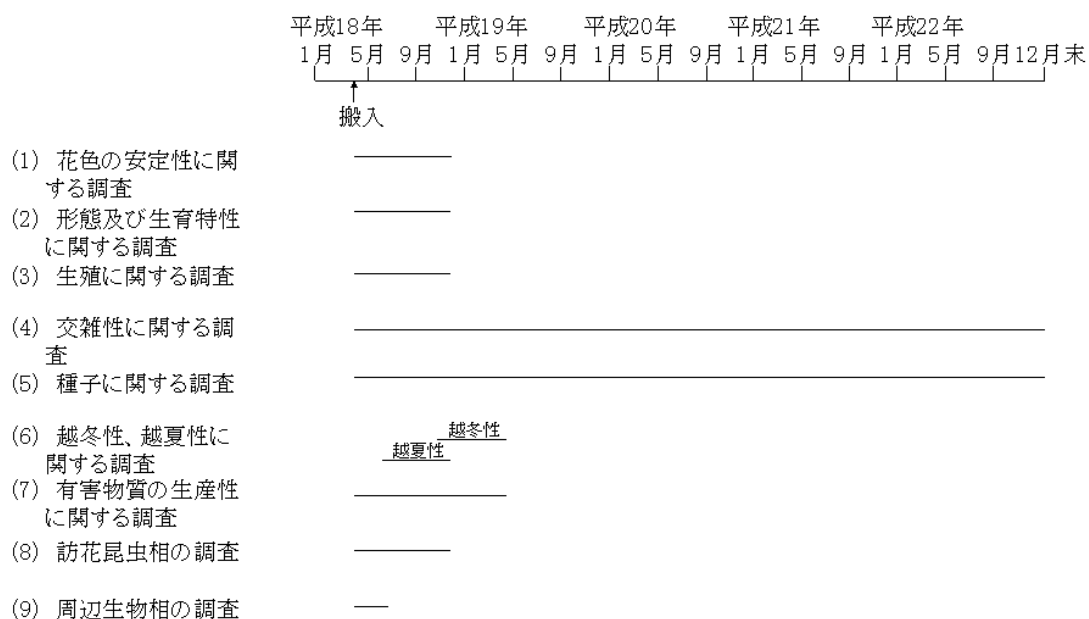 平成18年 平成19年 平成20年 平成21年 平成22年
1月 5月 9月 1月 5月 9月 1月 5月 9月 1月 5月 9月 1月 5月 9月 12月末
搬入
(1) 花色の安定性に関
する調査
(2) 形態及び生育特性
に関する調査
(3) 生殖に関する調査
(4) 交雑性に関する調
査
(5) 種子に関する調査
(6) 越冬性、越夏性に
関する調査
越冬性
越夏性
(7) 有害物質の生産性
に関する調査
(8) 訪花昆虫相の調査
(9) 周辺生物相の調査